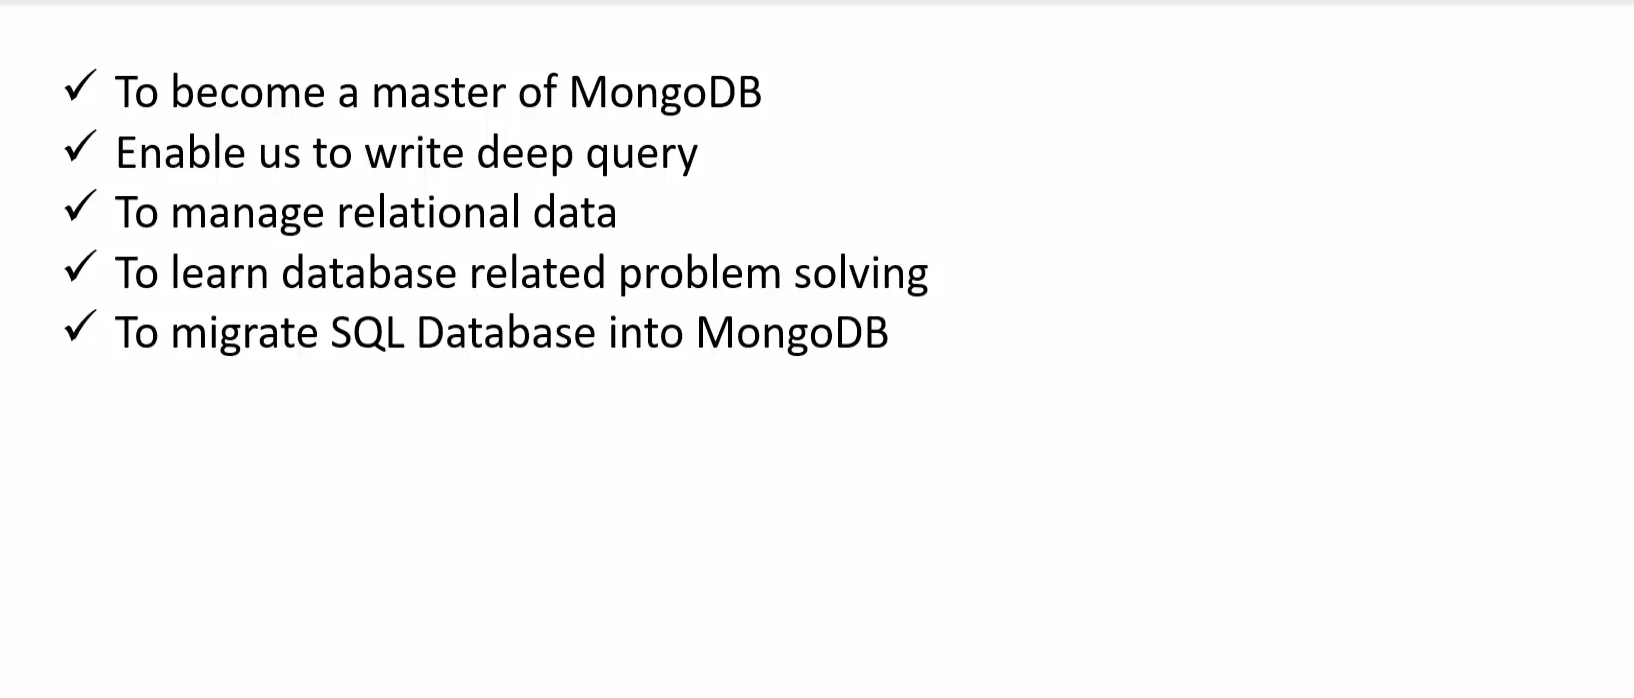 ✓ To become a master of MongoDB
✓ Enable us to write deep query
✓ To manage relational data
✓ To learn database related problem solving
✓ To migrate SQL Database into MongoDB